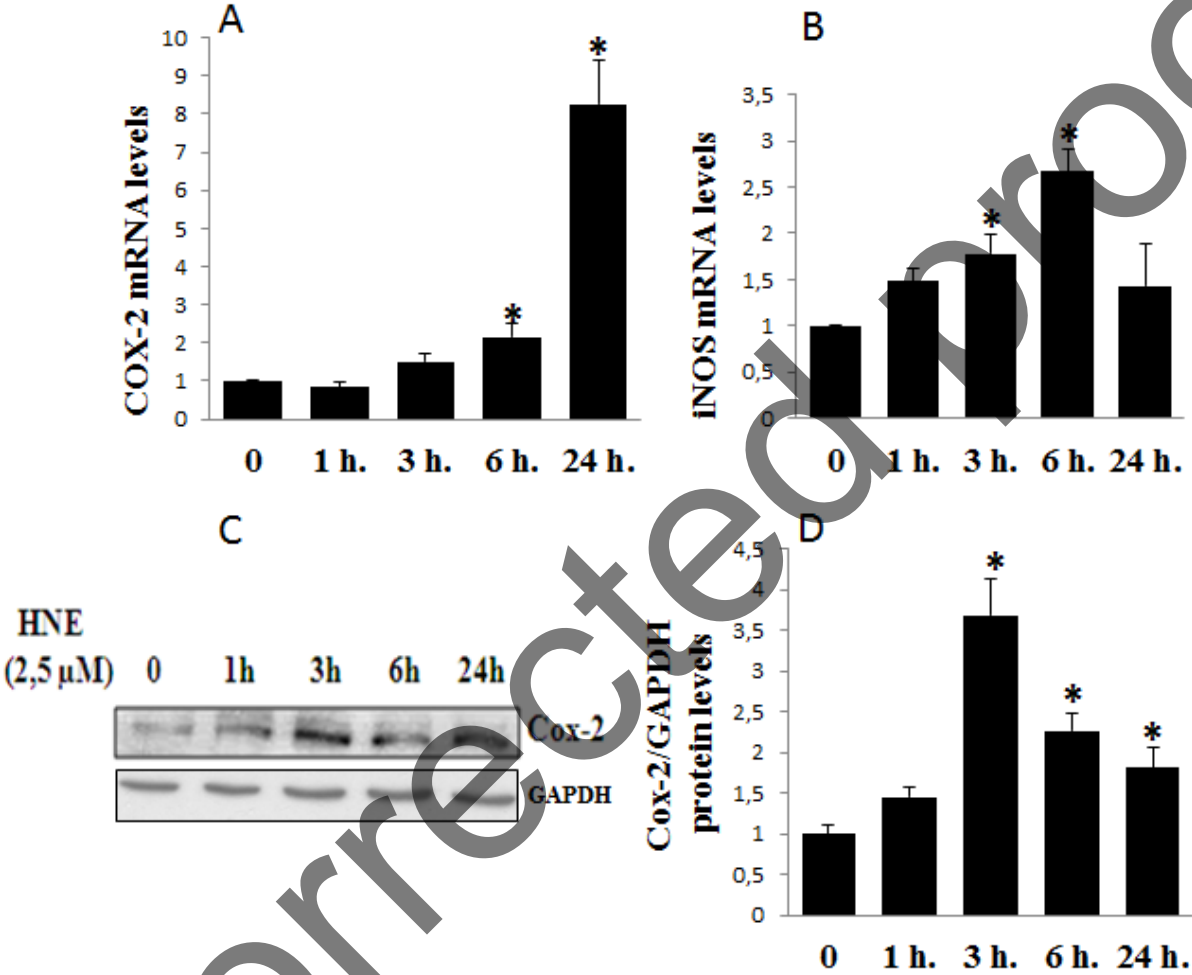 A
10
9
8
7
6
5
4
3
2
1
0
COX-2 mRNA levels
*
*
0 1 h. 3 h. 6 h. 24 h.
B
3,5
3
2,5
2
1,5
1
0,5
0
iNOS mRNA levels
*
*
0 1 h. 3 h. 6 h. 24 h.
C
HNE
(2,5 µM) 0 1h 3h 6h 24h
Cox-2
GAPDH
D
4,5
4
3,5
3
2,5
2
1,5
1
0,5
0
Cox-2/GAPDH
protein levels
*
*
*
0 1 h. 3 h. 6 h. 24 h.
orrected proo